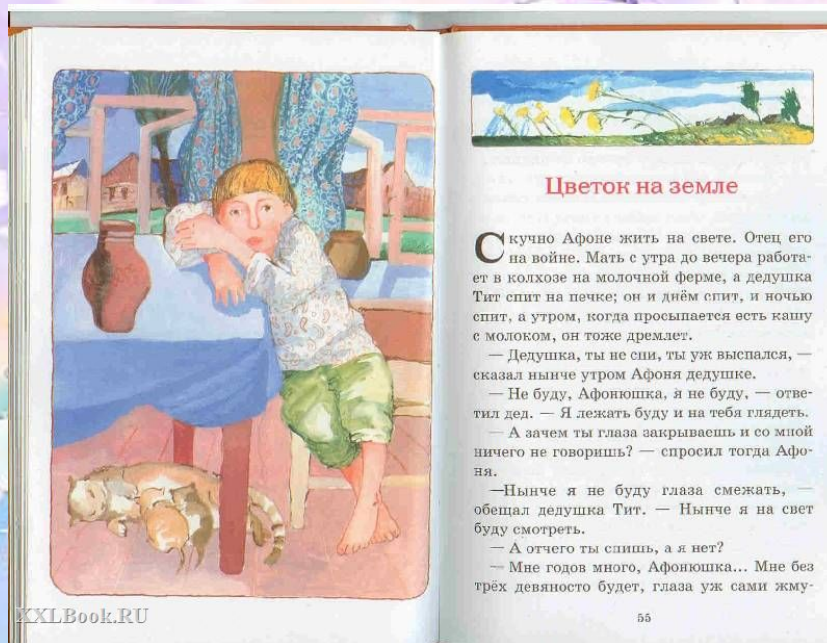 Цветок на земле
Скучно Афоне жить на свете. Отец его
на войне. Мать с утра до вечера работа-
ет в колхозе на молочной ферме, а дедушка
Тит спит на печке; он и днём спит, и ночью
спит, а утром, когда просыпается есть кашу
с молоком, он тоже дремлет.
— Дедушка, ты не спи, ты уж выспался, —
сказал нынче утром Афоня дедушке.
— Не буду, Афонюшка, я не буду, — отве-
тил дед. — Я лежать буду и на тебя глядеть.
— А зачем ты глаза закрываешь и со мной
ничего не говоришь? — спросил тогда Афо-
ня.
—Нынче я не буду глаза смежать, —
обещал дедушка Тит. — Нынче я на свет
буду смотреть.
— А отчего ты спишь, а я нет?
— Мне годов много, Афонюшка... Мне без
трёх девяносто будет, глаза уж сами жму-
55
XXLBook.RU